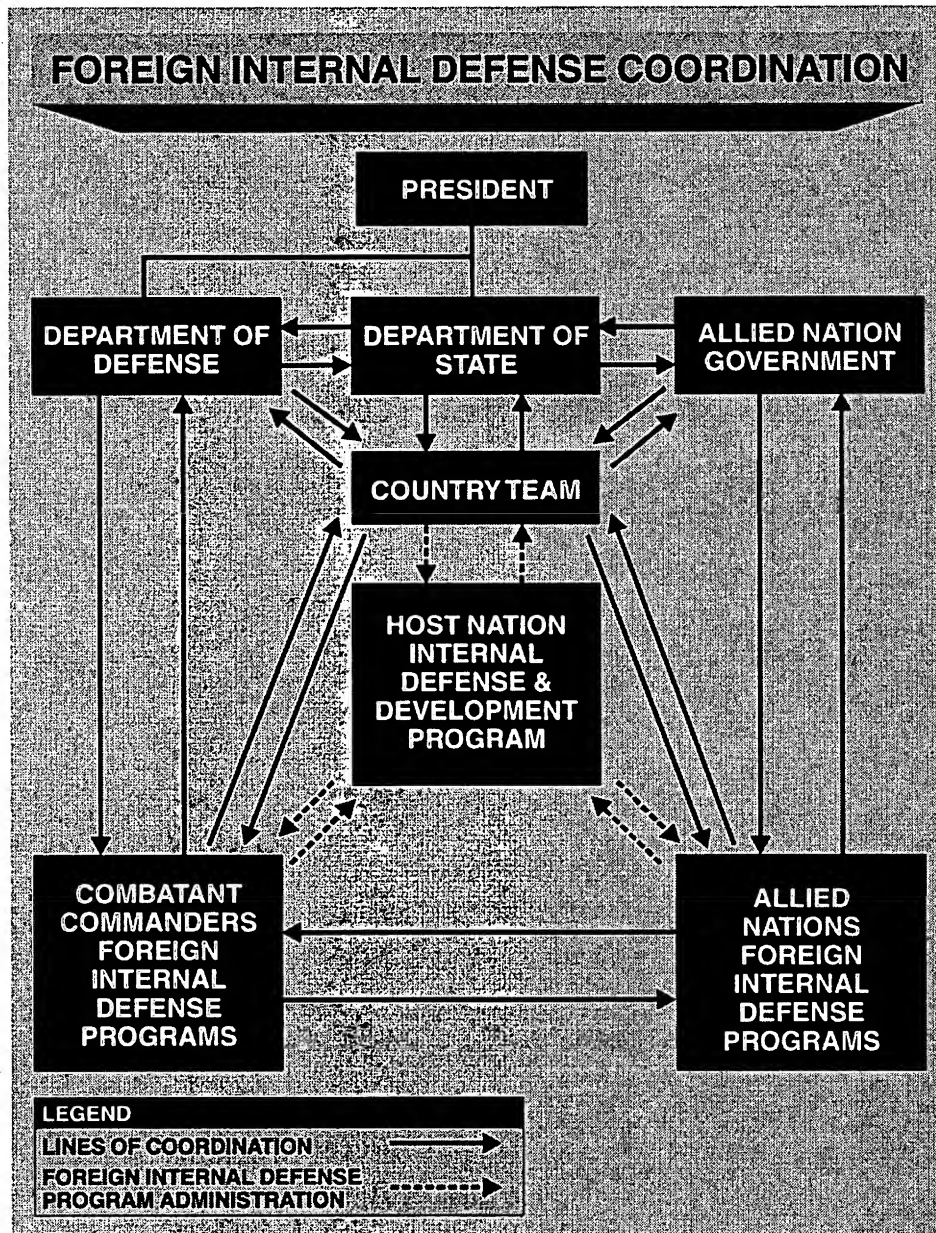 FOREIGN INTERNAL DEFENSE COORDINATION
PRESIDENT
DEPARTMENT OF
DEFENSE
DEPARTMENT OF
STATE
ALLIED NATION
GOVERNMENT
COUNTRY TEAM
HOST NATION
INTERNAL
DEFENSE &
DEVELOPMENT
PROGRAM
COMBATANT
COMMANDERS
FOREIGN
INTERNAL
DEFENSE
PROGRAMS
ALLIED
NATIONS
FOREIGN
INTERNAL
DEFENSE
PROGRAMS
LEGEND
LINES OF COORDINATION
FOREIGN INTERNAL DEFENSE
PROGRAM ADMINISTRATION